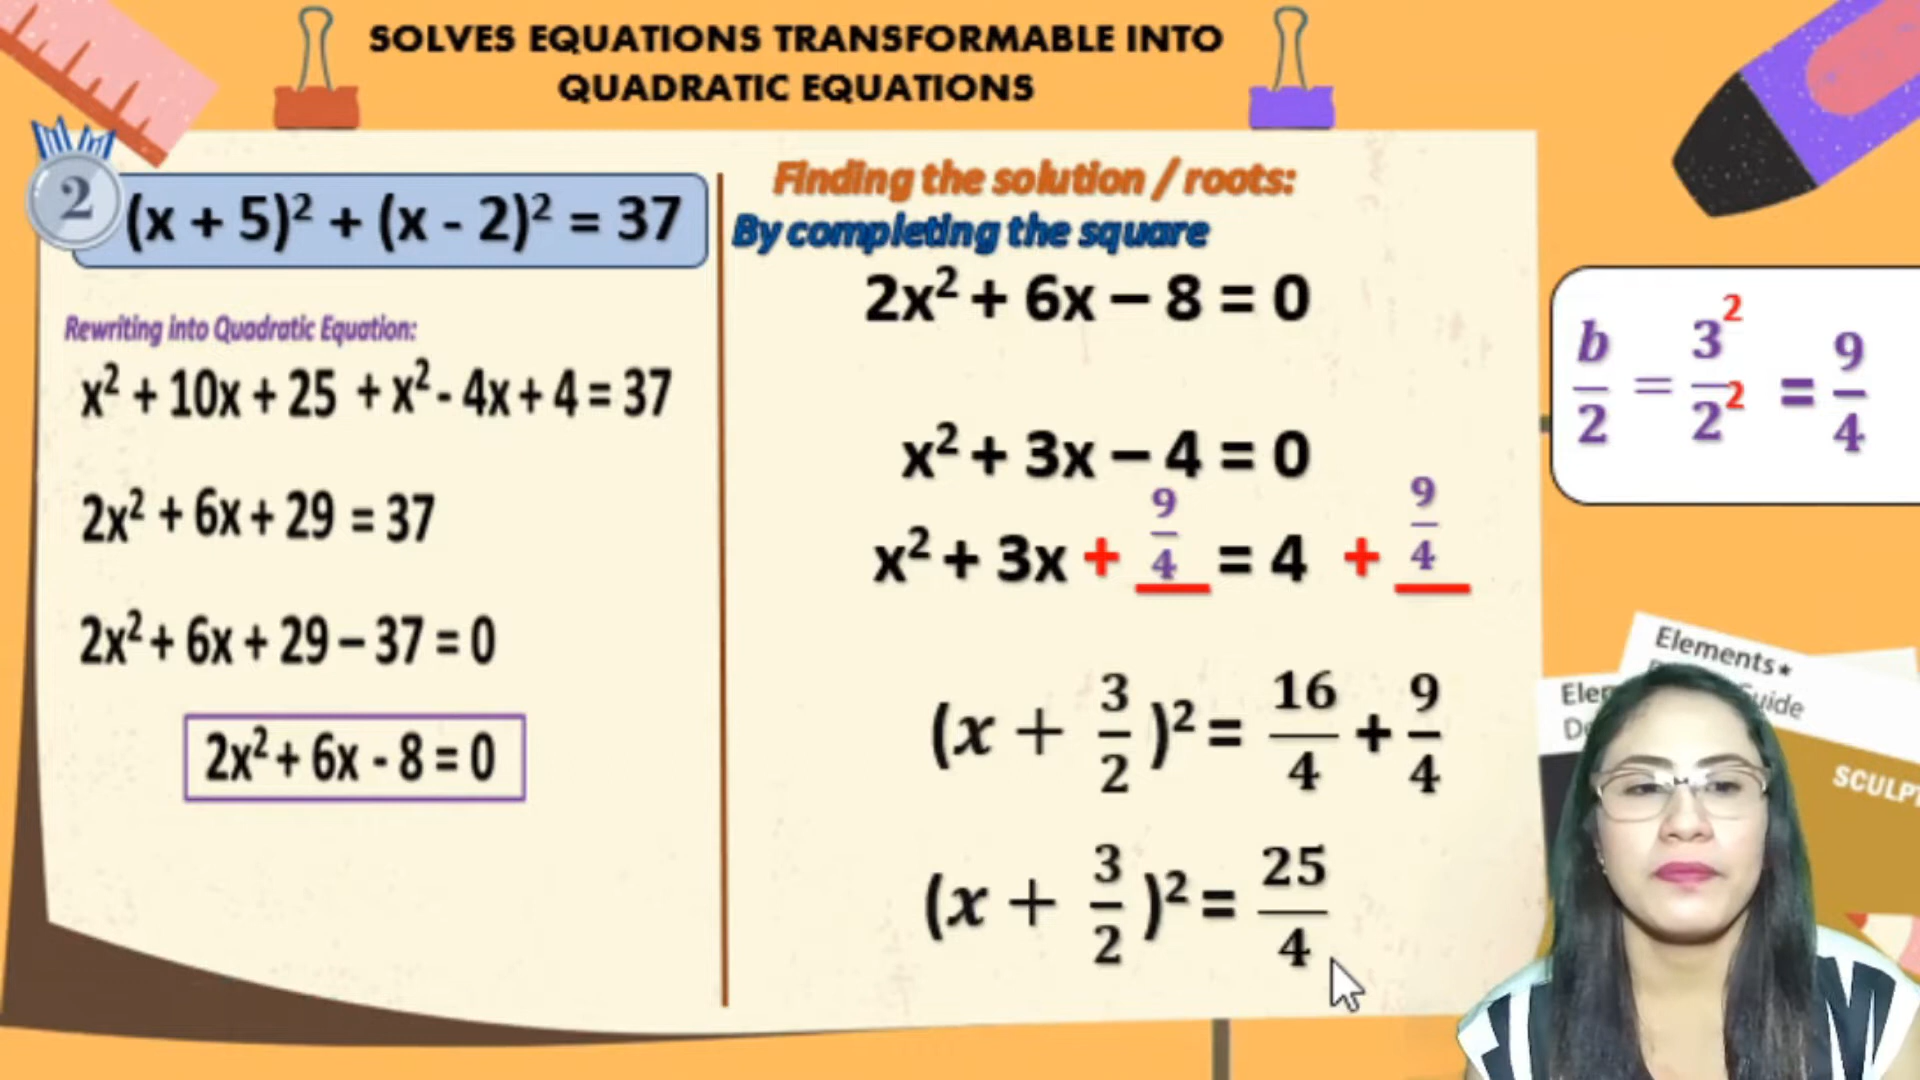 SOLVES EQUATIONS TRANSFORMABLE INTO
QUADRATIC EQUATIONS
2
(x + 5)² + (x - 2)² = 37
Rewriting into Quadratic Equation:
x² + 10x + 25 + x² - 4x + 4 = 37
2x² + 6x + 29 = 37
2x² + 6x + 29 – 37 = 0
2x² + 6x - 8 = 0
Finding the solution / roots:
By completing the square
2x² + 6x – 8 = 0
x² + 3x – 4 = 0
x² + 3x + 9/4 = 4 + 9/4
(x + 3/2)² = 16/4 + 9/4
(x + 3/2)² = 25/4
b/2 = 3²/2² = 9/4
Elements★
Guide
SCULPT